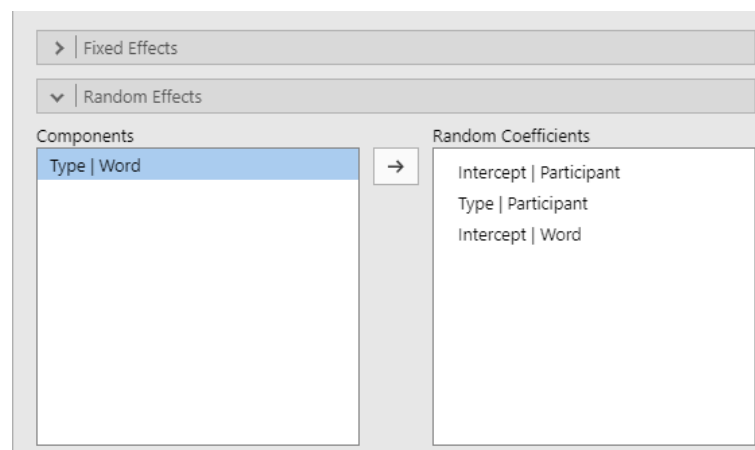 Fixed Effects
Random Effects
Components
Type | Word
Random Coefficients
Intercept | Participant
Type | Participant
Intercept | Word